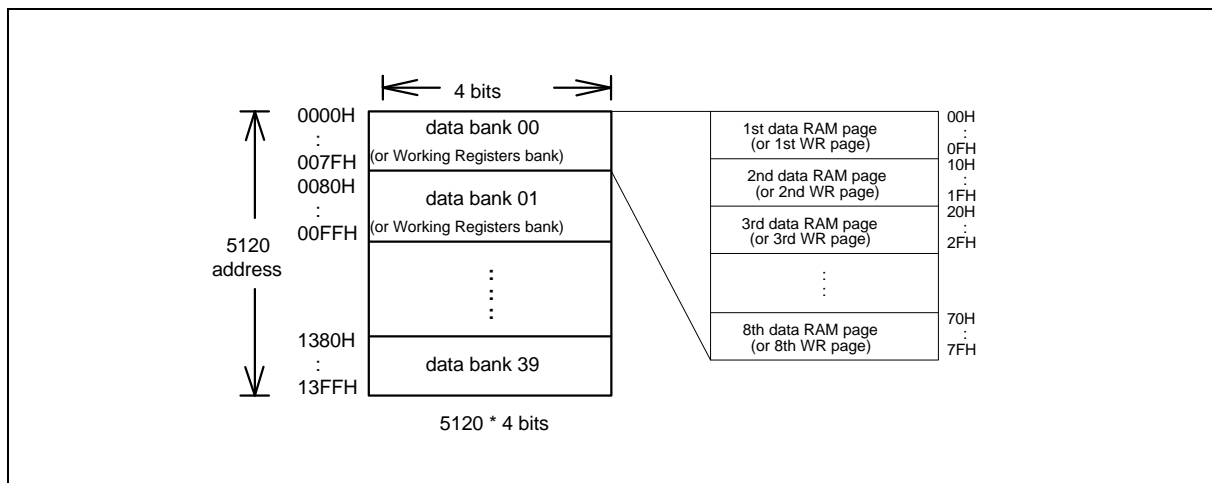 4 bits
0000H
:
007FH
data bank 00
(or Working Registers bank)
0080H
:
00FFH
data bank 01
(or Working Registers bank)
5120
address
1380H
:
13FFH
data bank 39
5120 * 4 bits
1st data RAM page
(or 1st WR page)
00H
:
0FH
2nd data RAM page
(or 2nd WR page)
10H
:
1FH
3rd data RAM page
(or 3rd WR page)
20H
:
2FH
:
8th data RAM page
(or 8th WR page)
70H
:
7FH